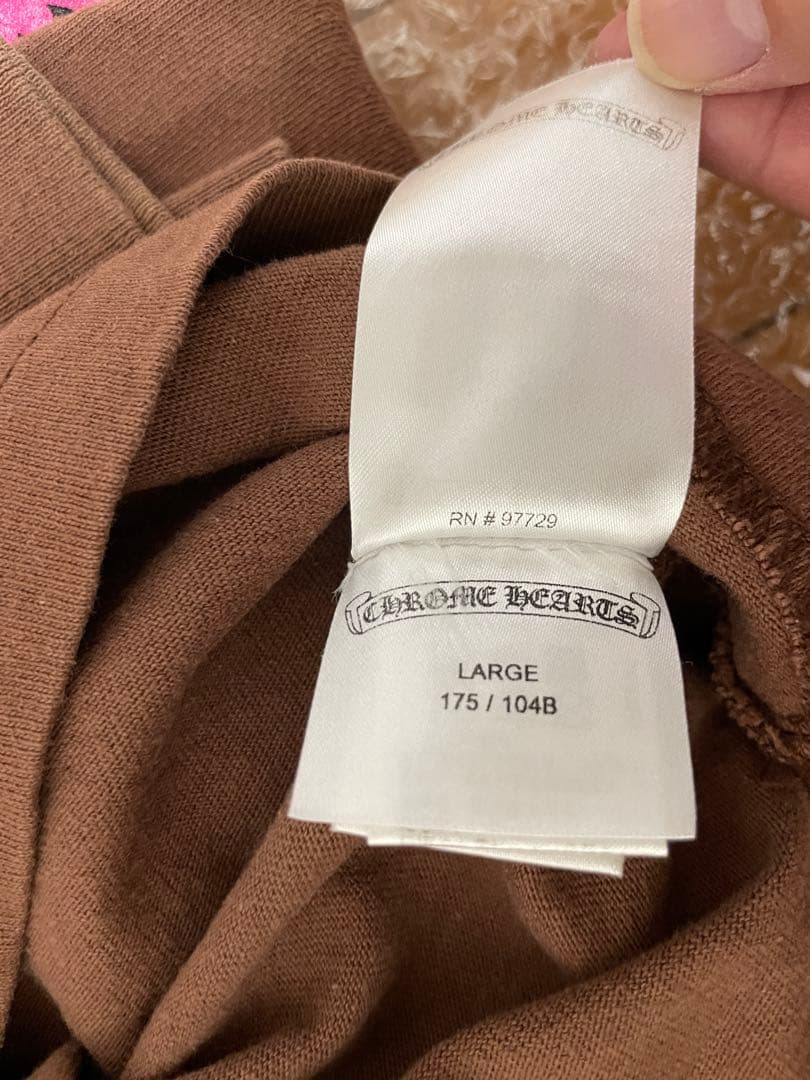 CHROME HEARTS
RN # 97729
CHROME HEARTS
LARGE
175 / 104B